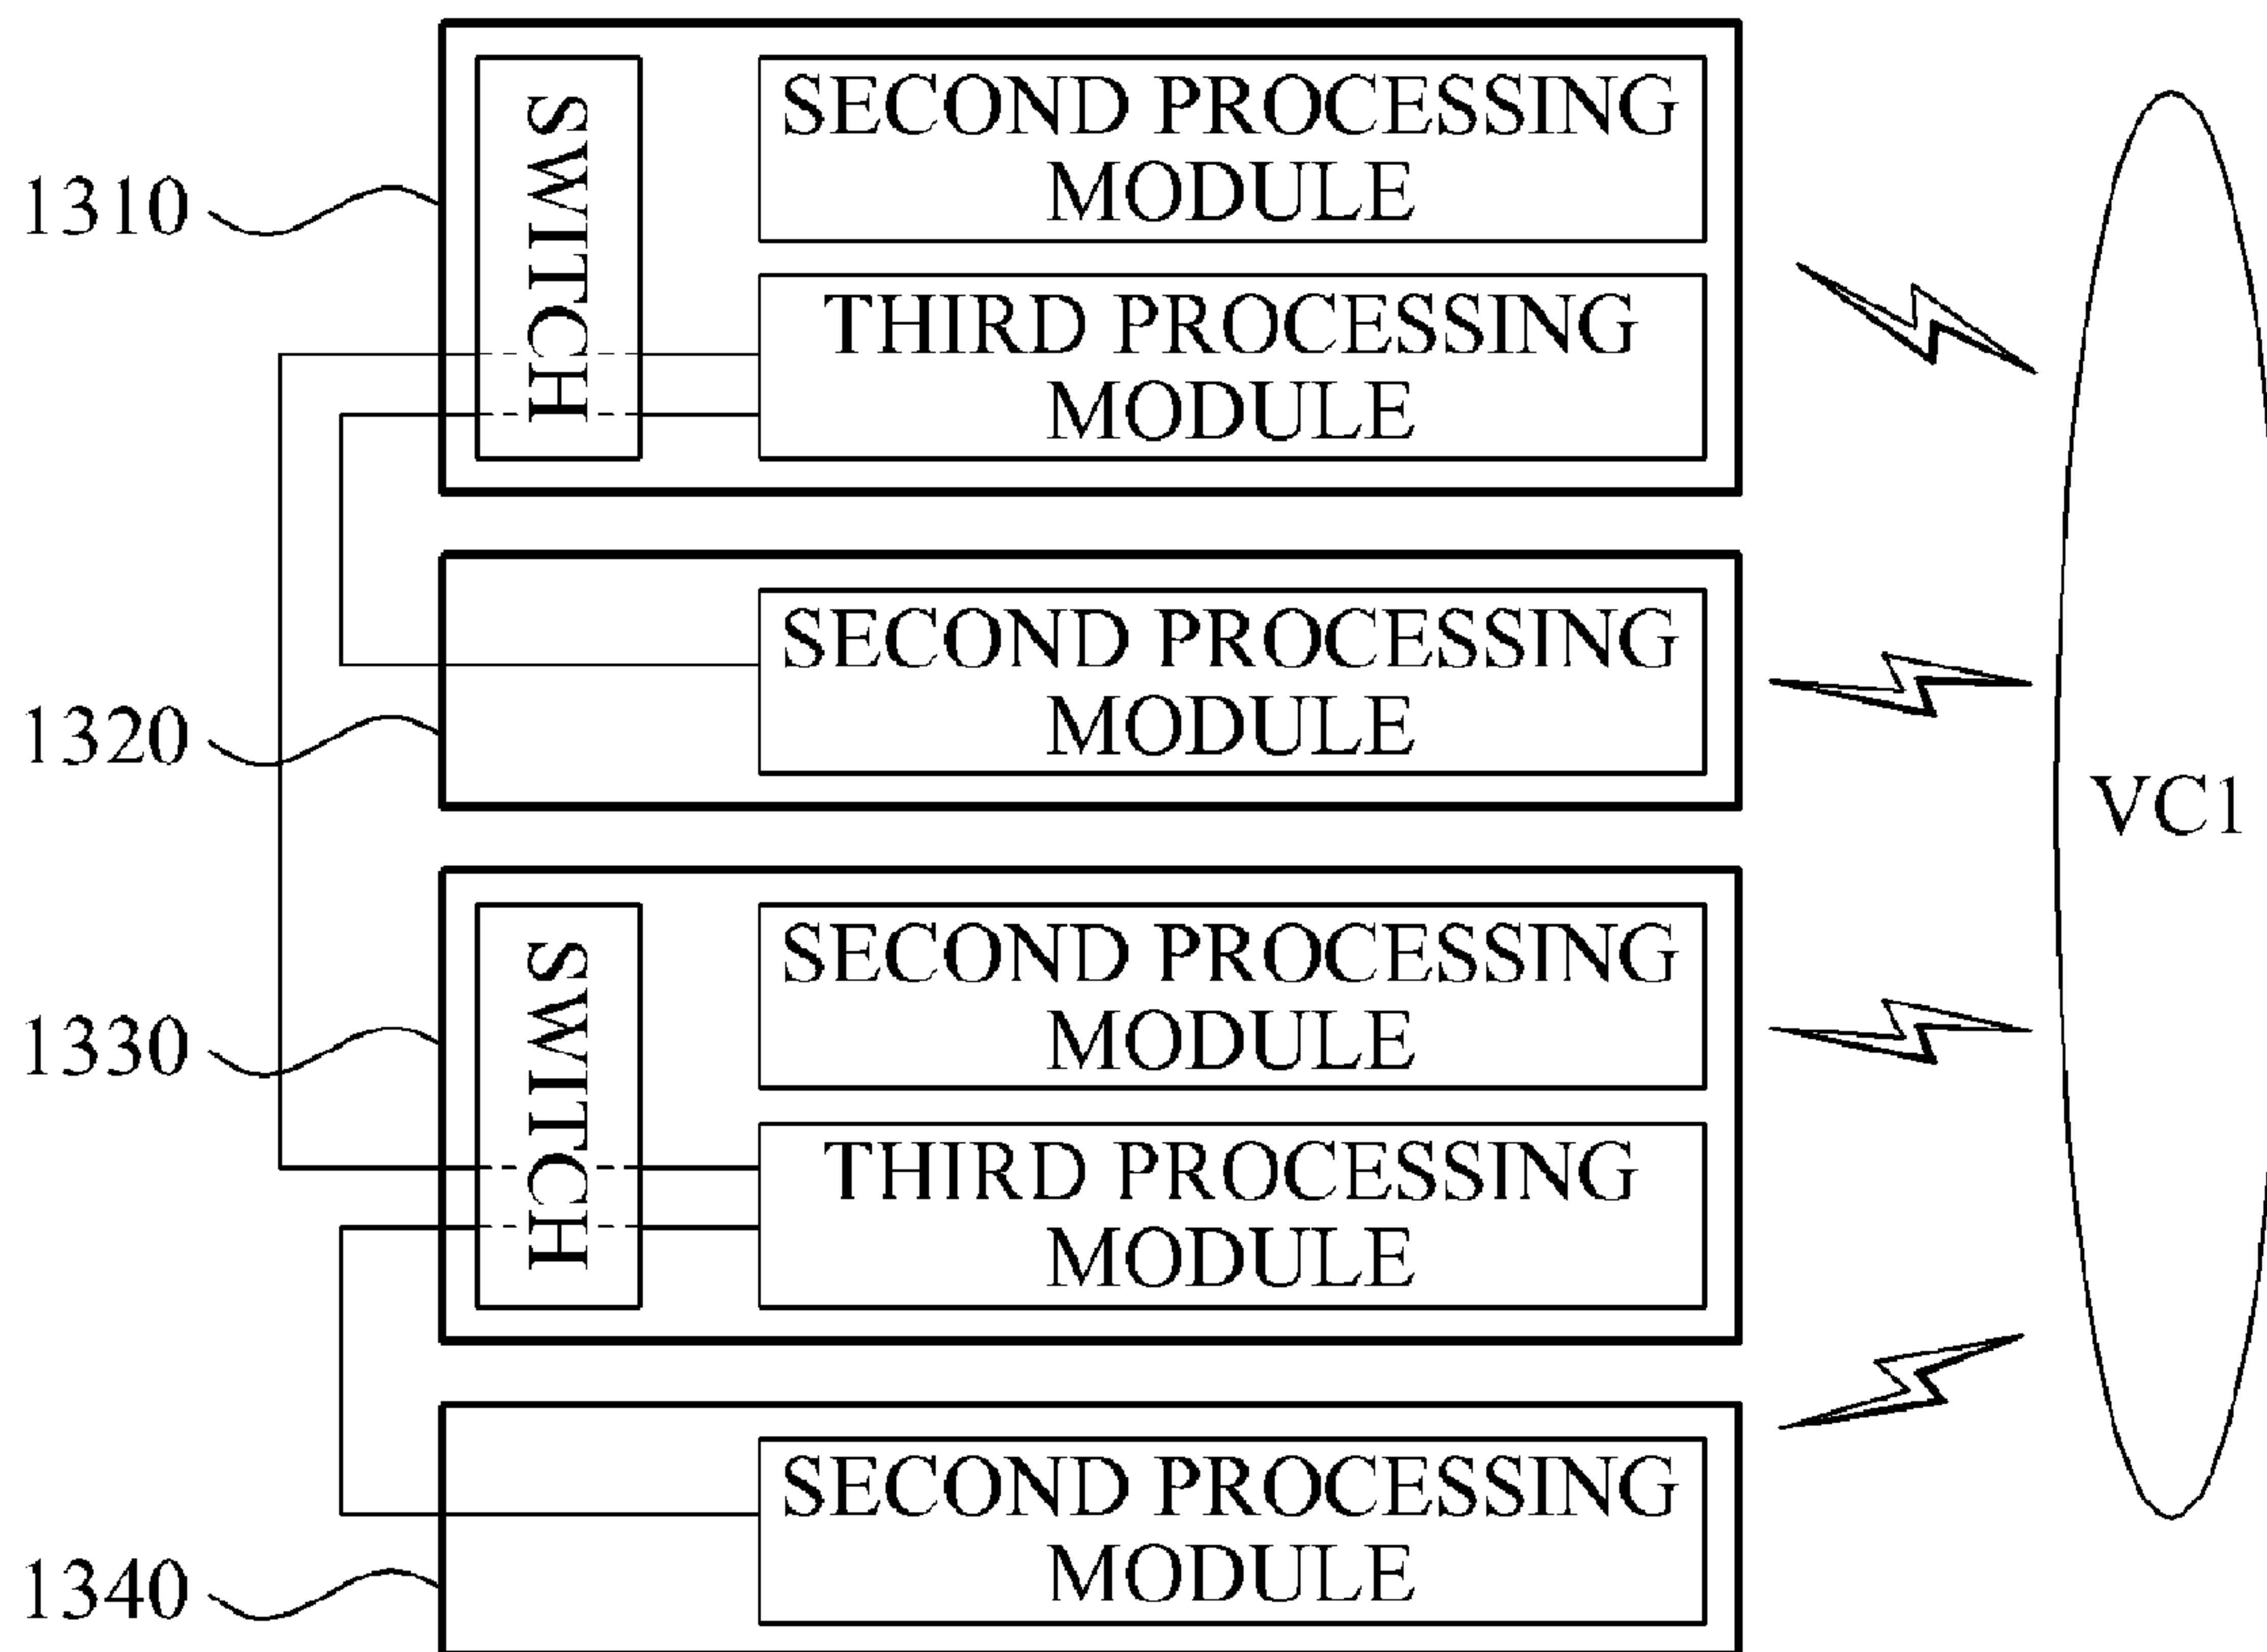 1310
SWITCH
SECOND PROCESSING
MODULE
THIRD PROCESSING
MODULE
1320
SECOND PROCESSING
MODULE
VC1
1330
SWITCH
SECOND PROCESSING
MODULE
THIRD PROCESSING
MODULE
1340
SECOND PROCESSING
MODULE